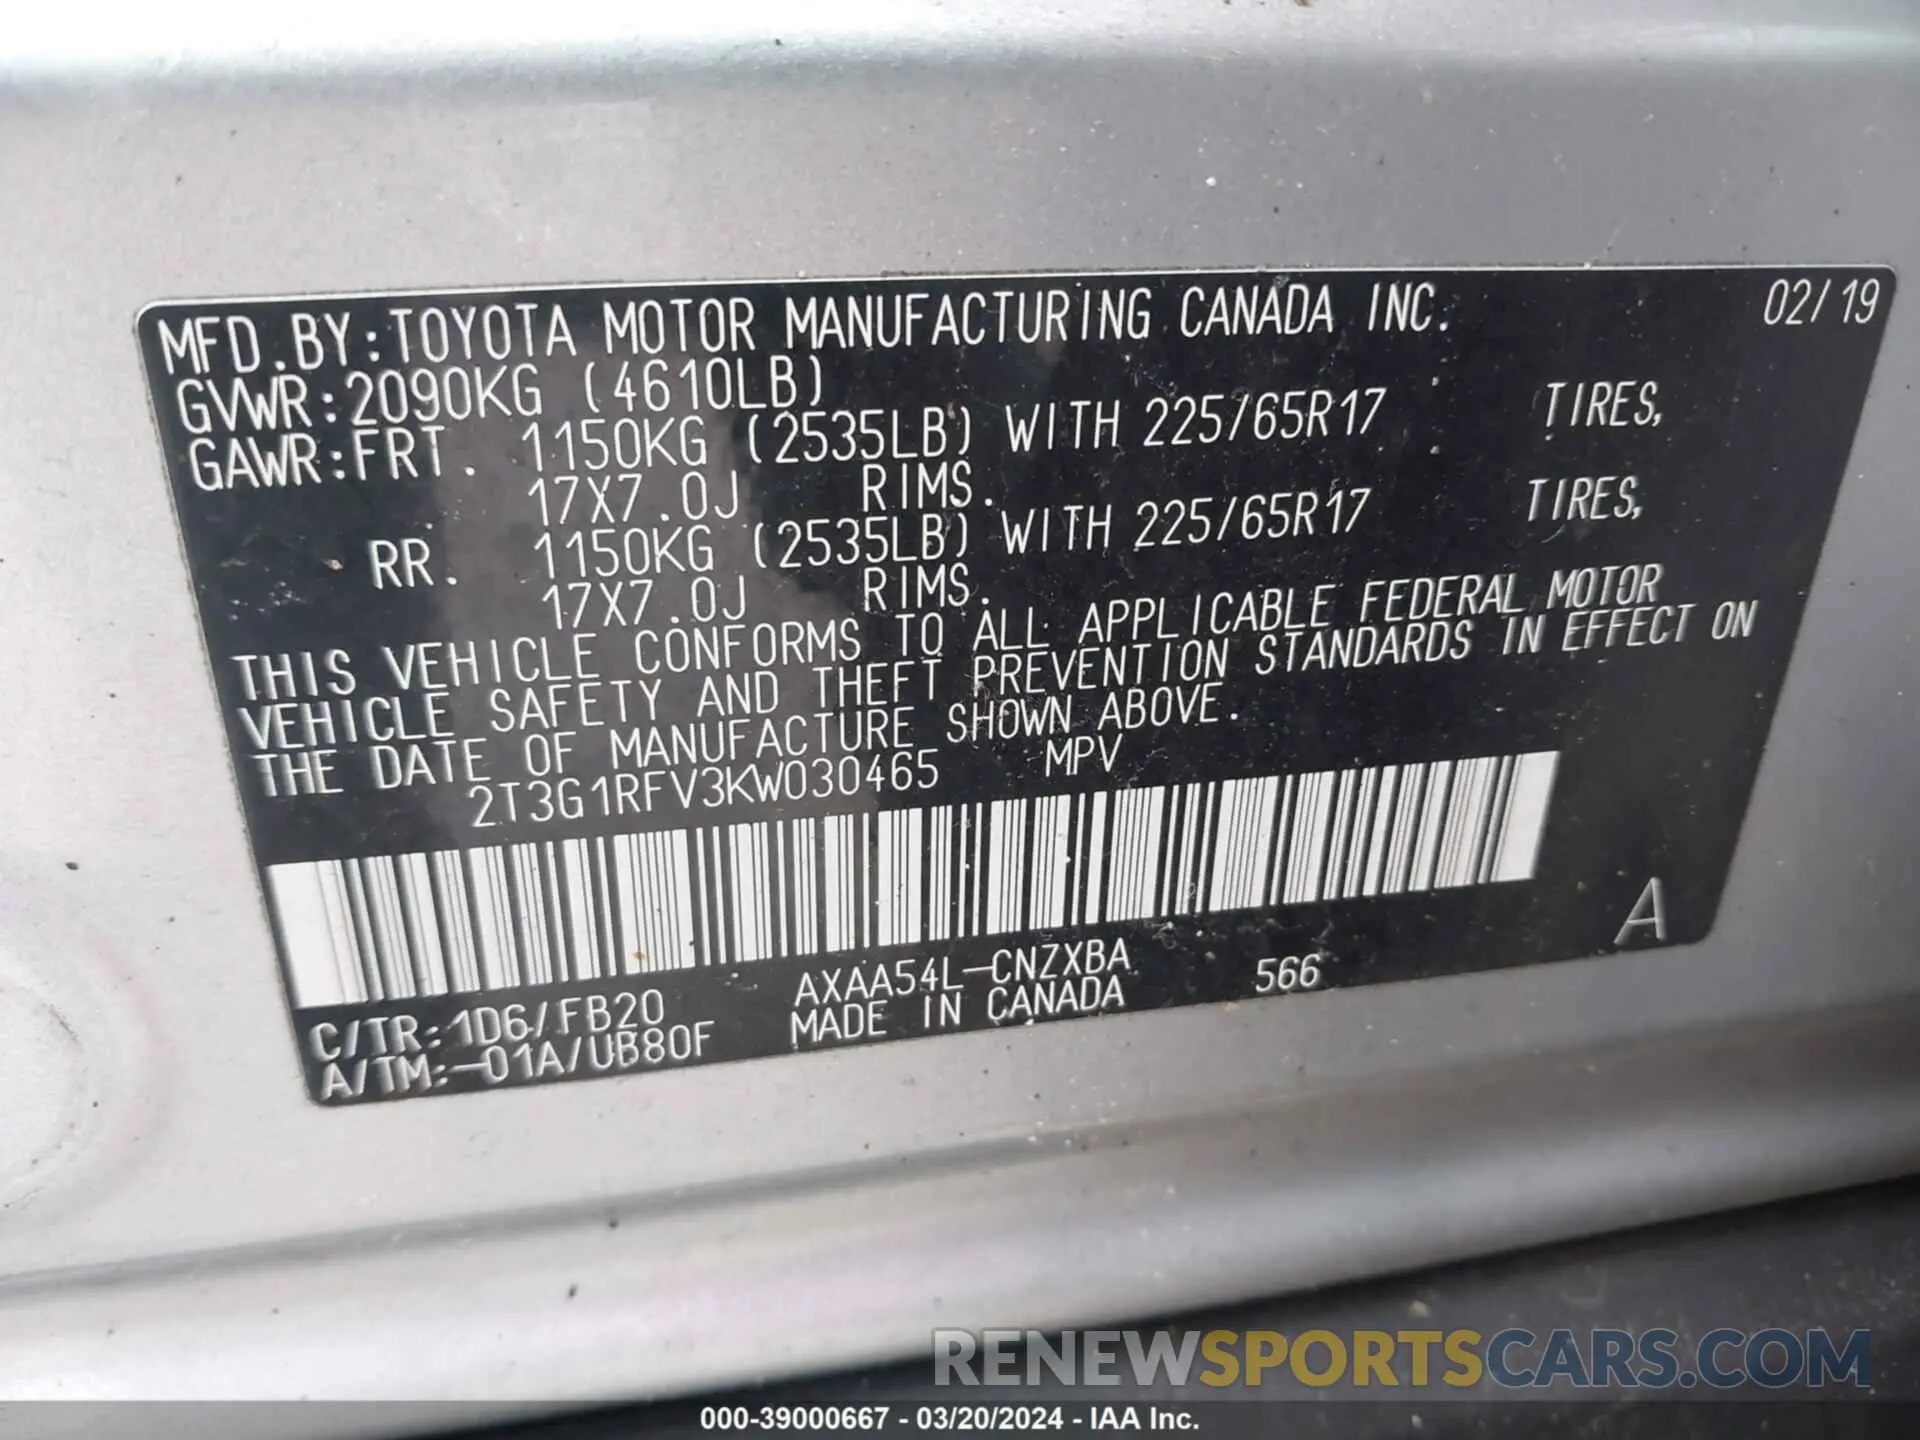 MFD.BY:TOYOTA MOTOR MANUFACTURING CANADA INC. 02/19
GVWR:2090KG (4610LB)
GAWR:FRT. 1150KG (2535LB) WITH 225/65R17 TIRES,
17X7.0J RIMS.
RR. 1150KG (2535LB) WITH 225/65R17 TIRES,
17X7.0J RIMS.
THIS VEHICLE CONFORMS TO ALL APPLICABLE FEDERAL MOTOR
VEHICLE SAFETY AND THEFT PREVENTION STANDARDS IN EFFECT ON
THE DATE OF MANUFACTURE SHOWN ABOVE.
2T3G1RFV3KW030465 MPV
A
C/TR:1D6/FB20 AXAA54L-CNZXBA 566
A/TM:-01A/UB80F MADE IN CANADA
RENEWSPORTSCARS.COM
000-39000667 - 03/20/2024 - IAA Inc.